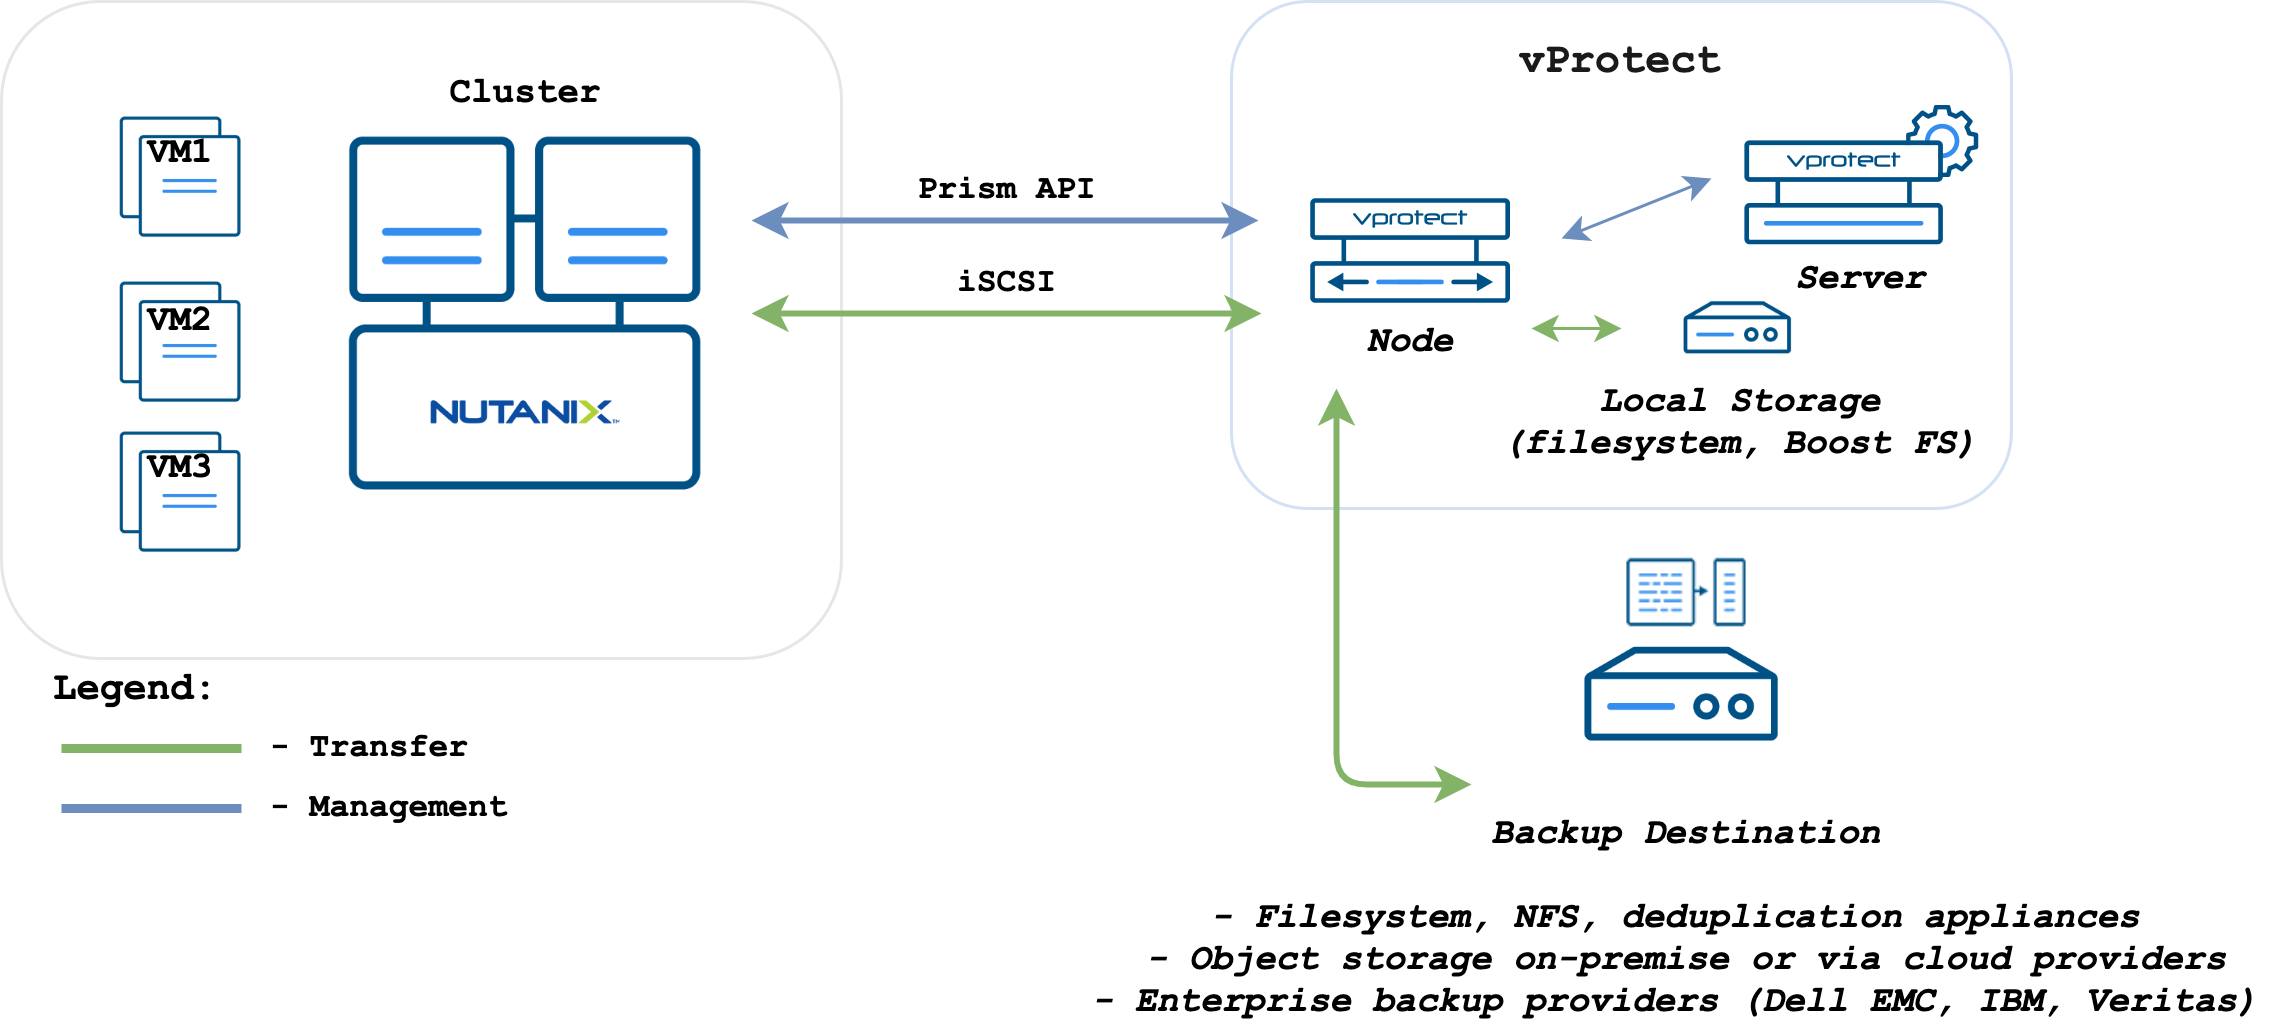 Cluster
VM1
VM2
VM3
NUTANIX™
Prism API
iSCSI
vProtect
vprotect
Node
vprotect
Server
Local Storage
(filesystem, Boost FS)
Legend:
- Transfer
- Management
Backup Destination
- Filesystem, NFS, deduplication appliances
- Object storage on-premise or via cloud providers
- Enterprise backup providers (Dell EMC, IBM, Veritas)